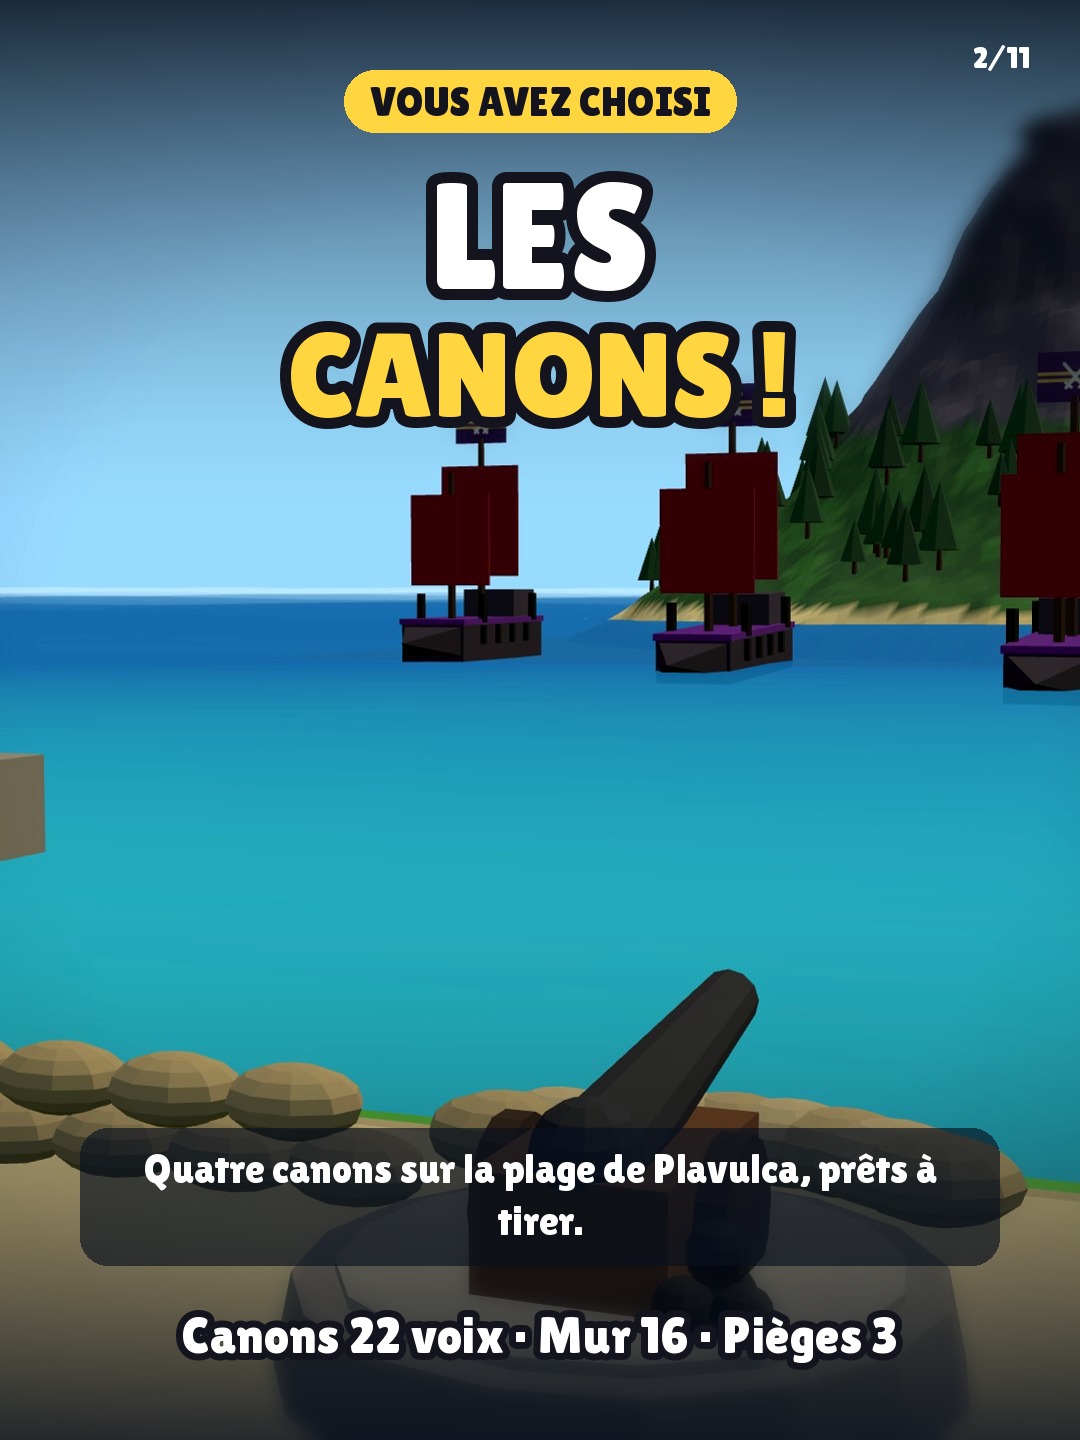 2/11
VOUS AVEZ CHOISI
LES
CANONS !
Quatre canons sur la plage de Plavulca, prêts à
tirer.
Canons 22 voix · Mur 16 · Pièges 3